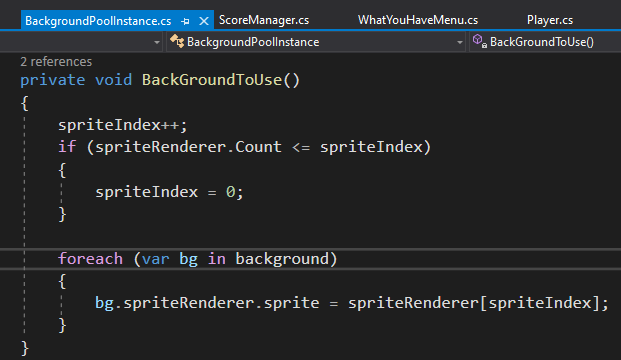 BackgroundPoolInstance.cs ScoreManager.cs WhatYouHaveMenu.cs Player.cs
BackgroundPoolInstance BackGroundToUse()
2 references
private void BackGroundToUse()
{
spriteIndex++;
if (spriteRenderer.Count <= spriteIndex)
{
spriteIndex = 0;
}
foreach (var bg in background)
{
bg.spriteRenderer.sprite = spriteRenderer[spriteIndex];
}
}